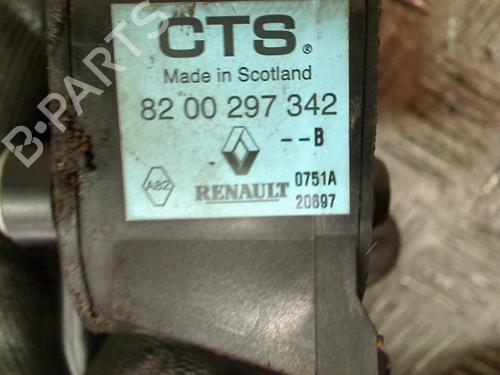 CTS®
Made in Scotland
82 00 297 342
--B
A82
RENAULT
0751A
20697
B-PARTS